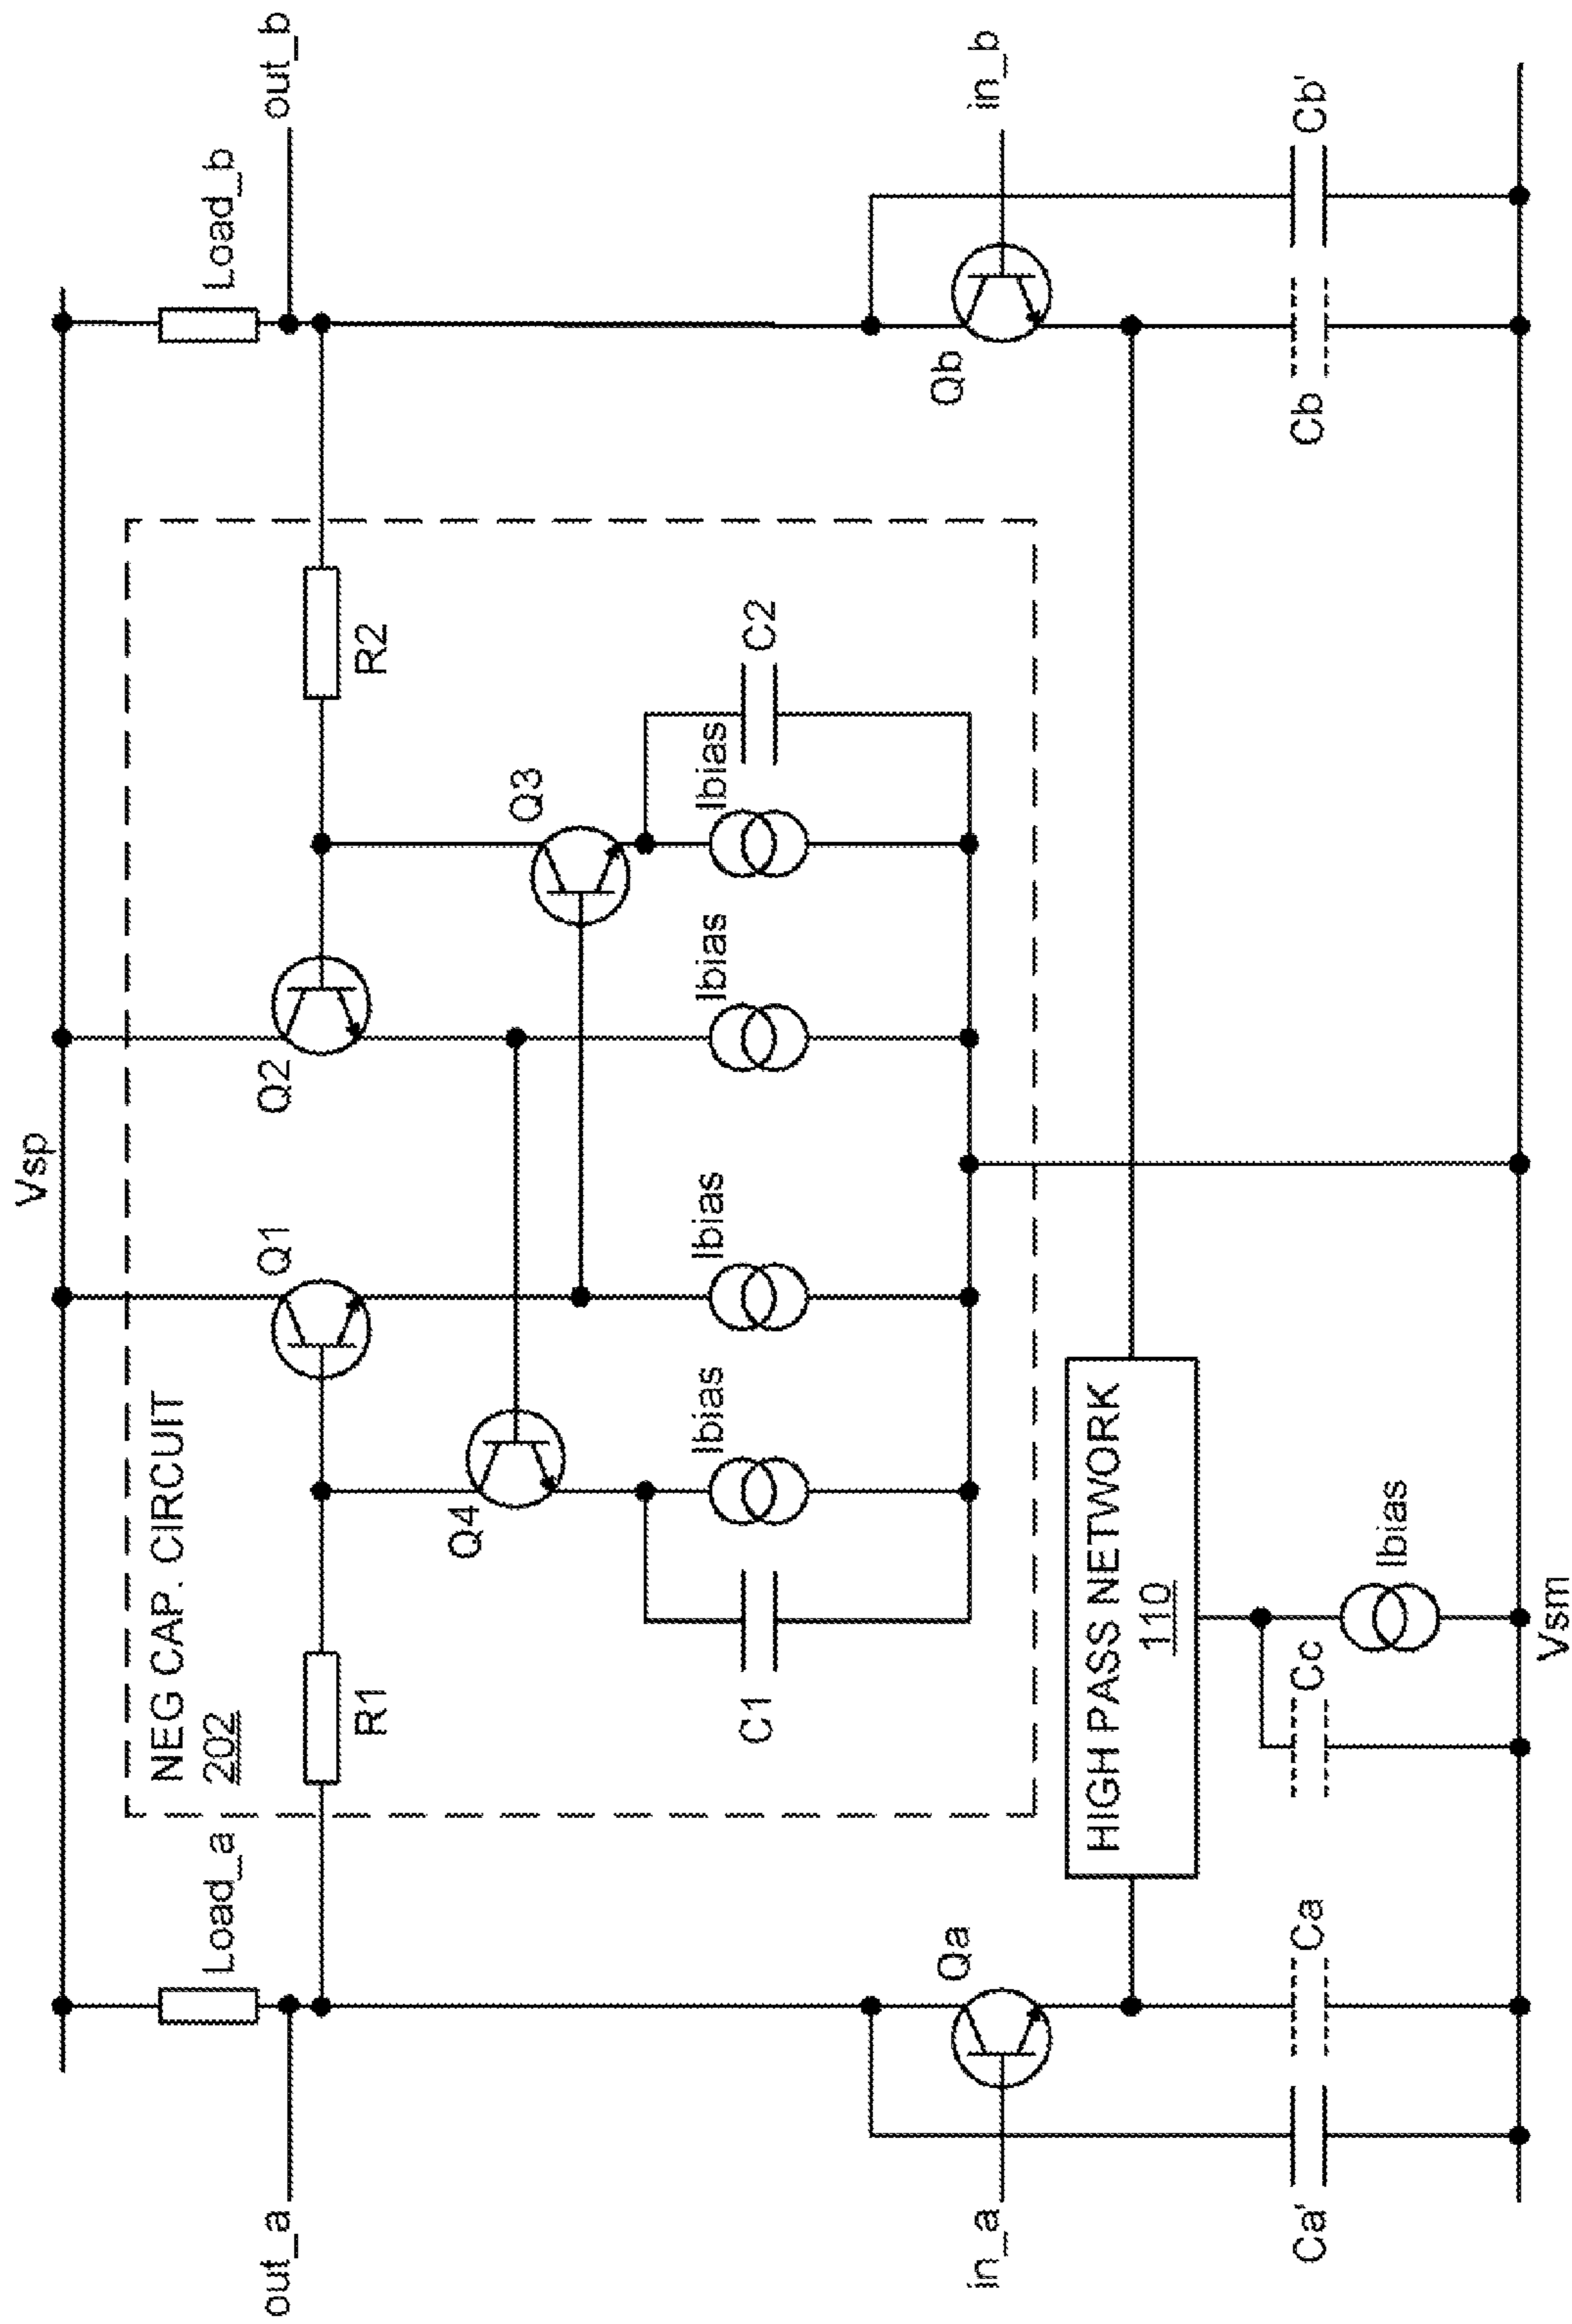 Vsp
Load_a
Load_b
out_a
out_b
NEG CAP. CIRCUIT
202
Q1
Q2
R1
R2
Q4
Q3
C1
Ibias
Ibias
Ibias
Ibias
C2
Qa
Qb
in_a
in_b
HIGH PASS NETWORK
110
Ca'
Ca
Cc
Ibias
Cb
Cb'
Vsm